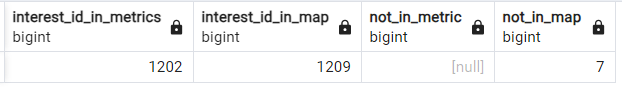 interest_id_in_metrics interest_id_in_map not_in_metric not_in_map
bigint bigint bigint bigint
1202 1209 [null] 7